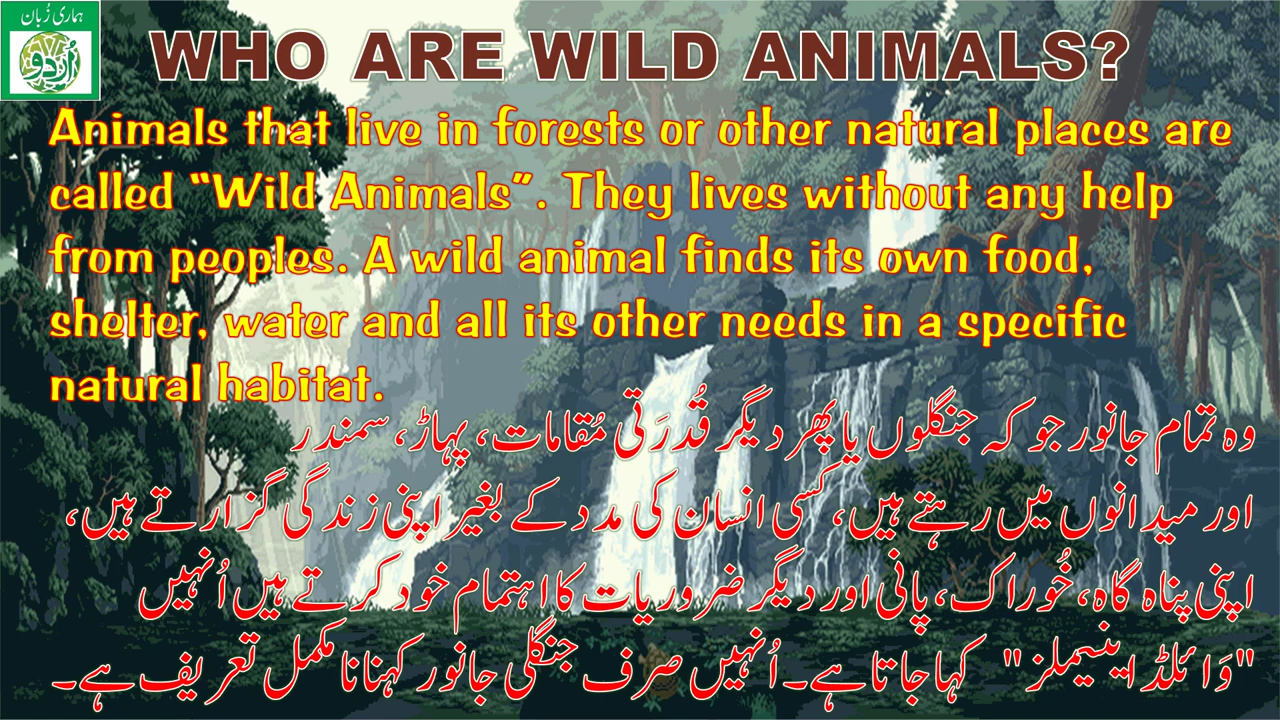 ہماری زُبان
اُردُو
WHO ARE WILD ANIMALS?
Animals that live in forests or other natural places are
called “Wild Animals”. They lives without any help
from peoples. A wild animal finds its own food,
shelter, water and all its other needs in a specific
natural habitat.
وہ تمام جانور جو کہ جنگلوں یا پھر دیگر قُدرَتی مُقامات، پہاڑ، سمندر
اور میدانوں میں رہتے ہیں، کسی انسان کی مدد کے بغیر اپنی زندگی گزارتے ہیں،
اپنی پناہ گاہ، خُوراک، پانی اور دیگر ضروریات کا اہتمام خود کرتے ہیں اُنہیں
"وَائلڈ اینیملز" کہا جاتا ہے۔ اُنہیں صرف جنگلی جانور کہنا نا مکمل تعریف ہے۔